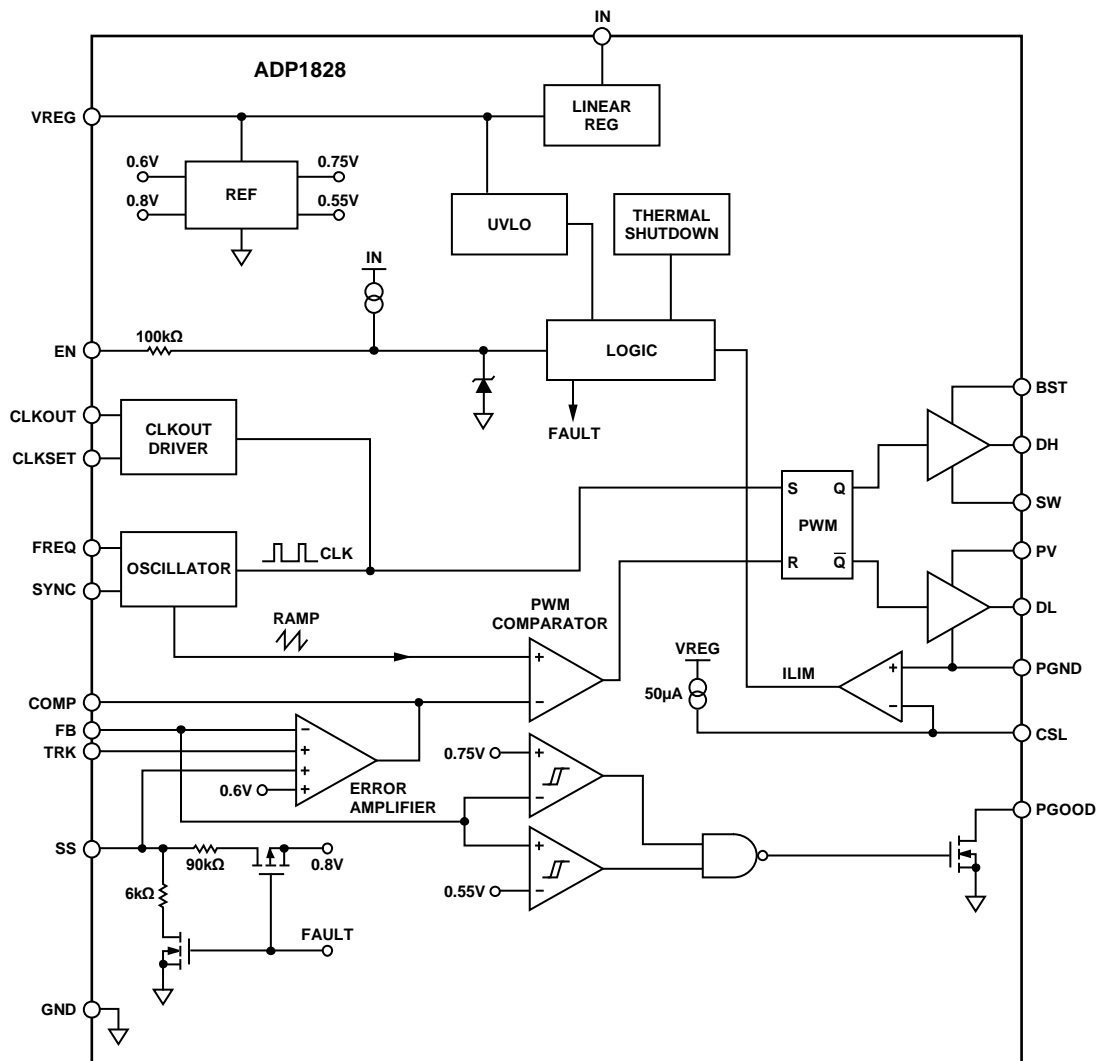 IN
ADP1828
VREG
LINEAR
REG
0.6V
0.8V
REF
0.75V
0.55V
UVLO
THERMAL
SHUTDOWN
IN
EN
100kΩ
LOGIC
FAULT
CLKOUT
CLKSET
CLKOUT
DRIVER
BST
DH
SW
S
Q
PWM
R
Q̅
FREQ
SYNC
OSCILLATOR
CLK
PV
DL
RAMP
PWM
COMPARATOR
+
−
VREG
50µA
ILIM
+
−
PGND
CSL
COMP
FB
TRK
−
+
+
+
0.6V
ERROR
AMPLIFIER
0.75V
+
−
+
−
0.55V
PGOOD
SS
90kΩ
0.8V
6kΩ
FAULT
GND